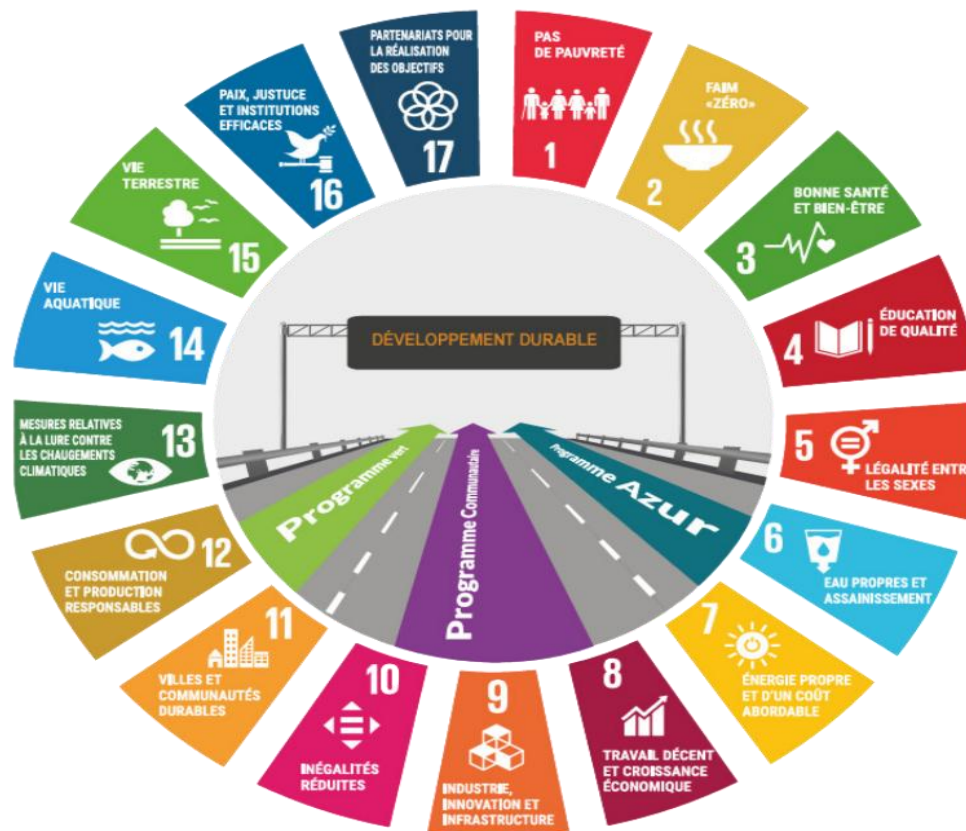 PAS
DE PAUVRETÉ
1
FAIM
«ZÉRO»
2
BONNE SANTÉ
ET BIEN-ÊTRE
3
ÉDUCATION
DE QUALITÉ
4
5
LÉGALITÉ ENTR
LES SEXES
6
EAU PROPRES ET
ASSAINISSEMENT
7
ÉNERGIE PROPRE
ET D'UN COÛT
ABORDABLE
8
TRAVAIL DÉCENT
ET CROISSANCE
ÉCONOMIQUE
9
INDUSTRIE,
INNOVATION ET
INFRASTRUCTURE
10
INÉGALITÉS
RÉDUITES
11
VILLES ET
COMMUNAUTÉS
DURABLES
12
CONSOMMATION
ET PRODUCTION
RESPONSABLES
MESURES RELATIVES
À LA LURE CONTRE
LES CHAUGEMENTS
CLIMATIQUES
13
VIE
AQUATIQUE
14
VIE
TERRESTRE
15
PAIX, JUSTUCE
ET INSTITUTIONS
EFFICACES
16
PARTENARIATS POUR
LA RÉALISATION
DES OBJECTIFS
17
DÉVELOPPEMENT DURABLE
Programme vert
Programme Communautaire
Programme Azur